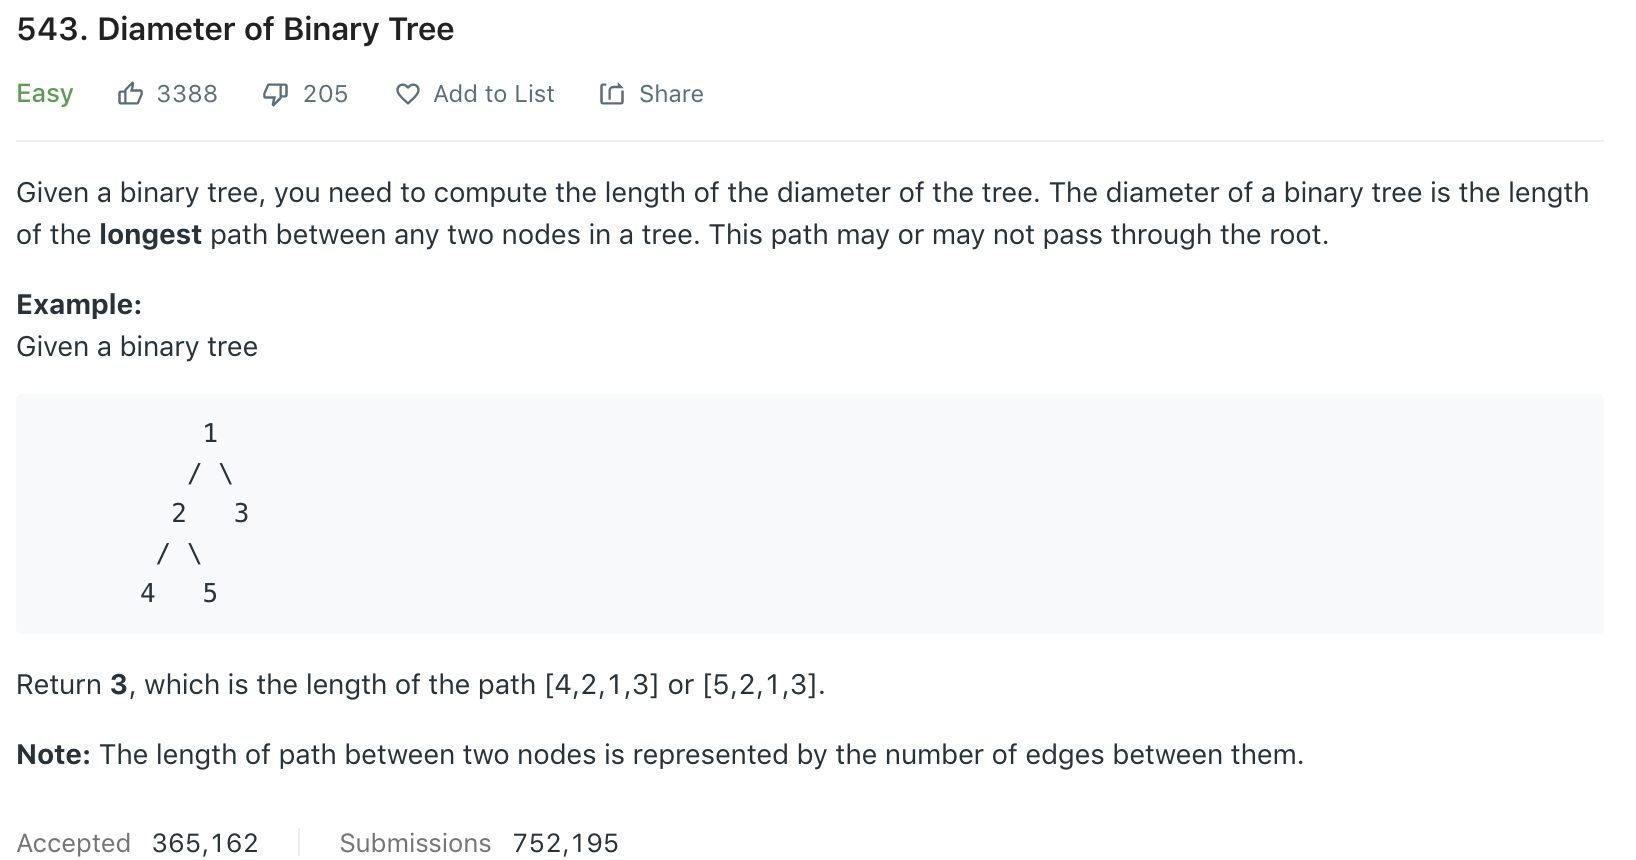 543. Diameter of Binary Tree
Easy 3388 205 Add to List Share
Given a binary tree, you need to compute the length of the diameter of the tree. The diameter of a binary tree is the length
of the longest path between any two nodes in a tree. This path may or may not pass through the root.
Example:
Given a binary tree
1
/ \
2 3
/ \
4 5
Return 3, which is the length of the path [4,2,1,3] or [5,2,1,3].
Note: The length of path between two nodes is represented by the number of edges between them.
Accepted 365,162 Submissions 752,195